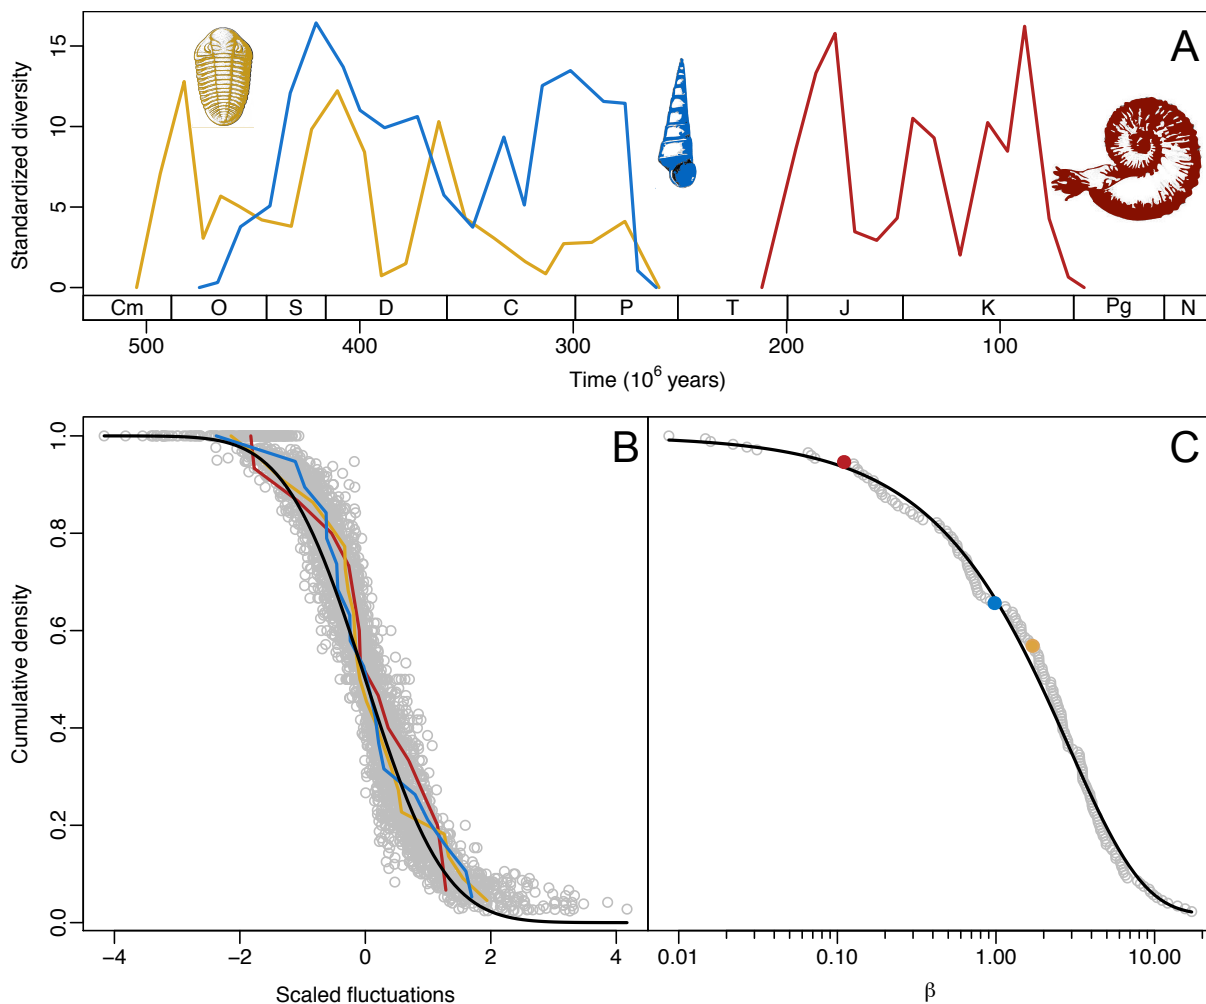 A
Standardized diversity
15
10
5
0
Cm O S D C P T J K Pg N
500 400 300 200 100
Time (10⁶ years)
B
C
Cumulative density
1.0
0.8
0.6
0.4
0.2
0.0
−4 −2 0 2 4
0.01 0.10 1.00 10.00
Scaled fluctuations
β